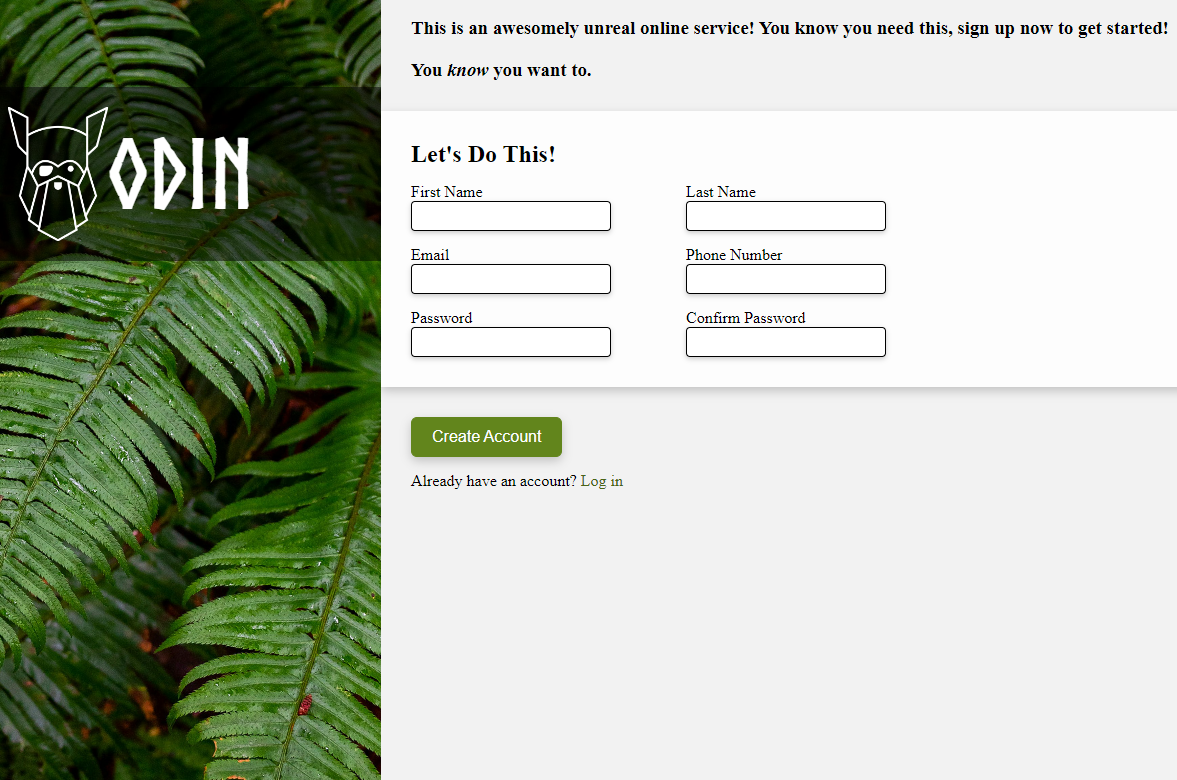 This is an awesomely unreal online service! You know you need this, sign up now to get started!
You know you want to.
ODIN
Let's Do This!
First Name
Last Name
Email
Phone Number
Password
Confirm Password
Create Account
Already have an account? Log in